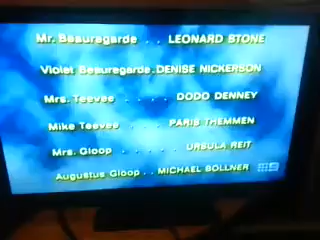 Mr. Beauregarde . . LEONARD STONE
Violet Beauregarde. DENISE NICKERSON
Mrs. Teevee . . . . . DODO DENNEY
Mike Teevee . . . . PARIS THEMMEN
Mrs. Gloop . . . . . URSULA REIT
Augustus Gloop . . MICHAEL BOLLNER